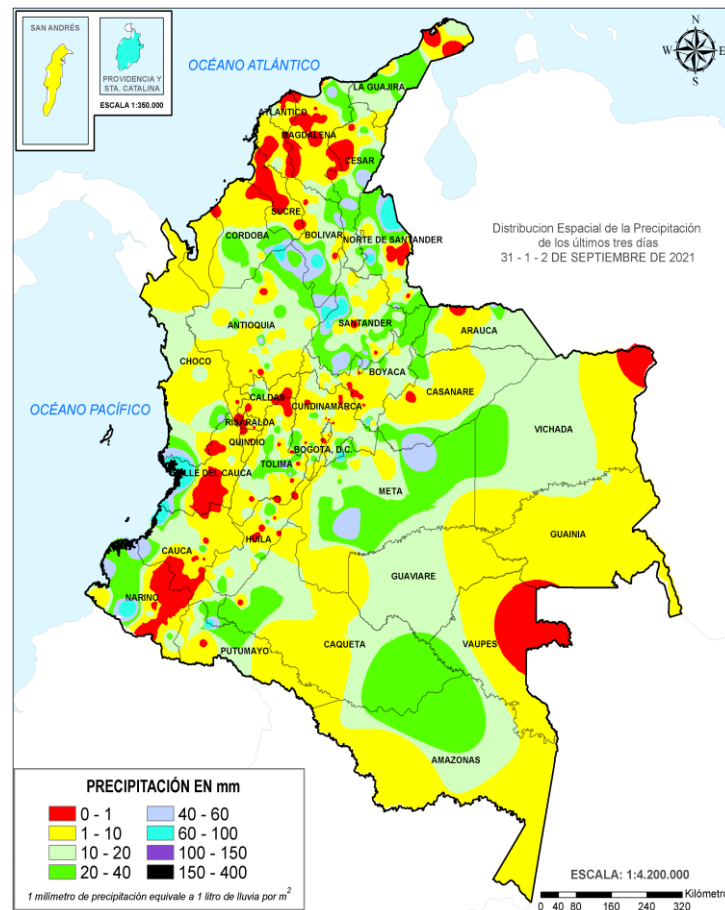 SAN ANDRÉS
PROVIDENCIA Y
STA. CATALINA
ESCALA 1:350.000
OCÉANO ATLÁNTICO
N
W E
S
LA GUAJIRA
ATLANTICO
MAGDALENA
CESAR
SUCRE
CORDOBA
BOLIVAR
NORTE DE SANTANDER
Distribucion Espacial de la Precipitación
de los últimos tres días
31 - 1 - 2 DE SEPTIEMBRE DE 2021
ANTIOQUIA
SANTANDER
ARAUCA
CHOCO
BOYACA
CASANARE
CALDAS
CUNDINAMARCA
OCÉANO PACÍFICO
RISARALDA
VICHADA
QUINDIO
BOGOTA, D.C.
TOLIMA
VALLE DEL CAUCA
META
GUAINIA
HUILA
CAUCA
GUAVIARE
NARIÑO
CAQUETA
VAUPES
PUTUMAYO
AMAZONAS
PRECIPITACIÓN EN mm
0 - 1 40 - 60
1 - 10 60 - 100
10 - 20 100 - 150
20 - 40 150 - 400
1 milimetro de precipitación equivale a 1 litro de lluvia por m²
ESCALA: 1:4.200.000
Kilómetro
0 40 80 160 240 320